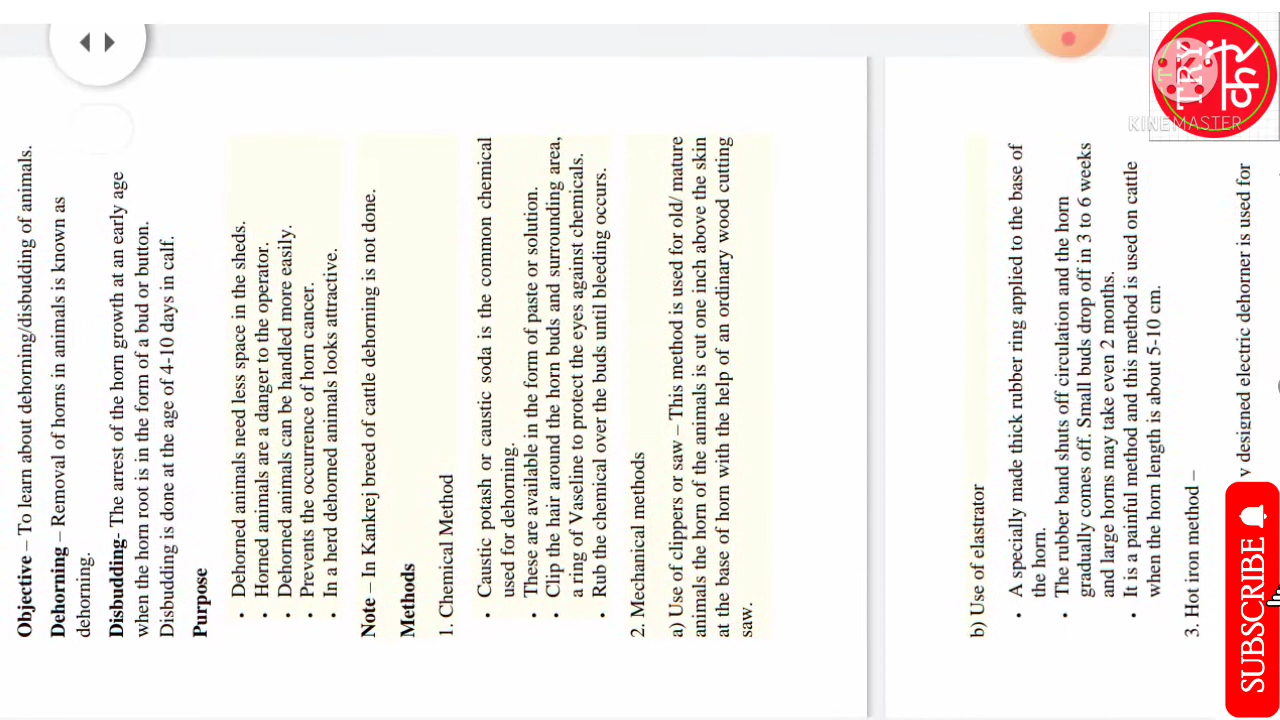 Objective – To learn about dehorning/disbudding of animals.
Dehorning – Removal of horns in animals is known as
dehorning.
Disbudding- The arrest of the horn growth at an early age
when the horn root is in the form of a bud or button.
Disbudding is done at the age of 4-10 days in calf.
Purpose
• Dehorned animals need less space in the sheds.
• Horned animals are a danger to the operator.
• Dehorned animals can be handled more easily.
• Prevents the occurrence of horn cancer.
• In a herd dehorned animals looks attractive.
Note – In Kankrej breed of cattle dehorning is not done.
Methods
1. Chemical Method
• Caustic potash or caustic soda is the common chemical
used for dehorning.
• These are available in the form of paste or solution.
• Clip the hair around the horn buds and surrounding area,
a ring of Vaseline to protect the eyes against chemicals.
• Rub the chemical over the buds until bleeding occurs.
2. Mechanical methods
a) Use of clippers or saw – This method is used for old/ mature
animals the horn of the animals is cut one inch above the skin
at the base of horn with the help of an ordinary wood cutting
saw.
b) Use of elastrator
• A specially made thick rubber ring applied to the base of
the horn.
• The rubber band shuts off circulation and the horn
gradually comes off. Small buds drop off in 3 to 6 weeks
and large horns may take even 2 months.
• It is a painful method and this method is used on cattle
when the horn length is about 5-10 cm.
3. Hot iron method –
y designed electric dehorner is used for
TRY
करें
KINEMASTER
SUBSCRIBE